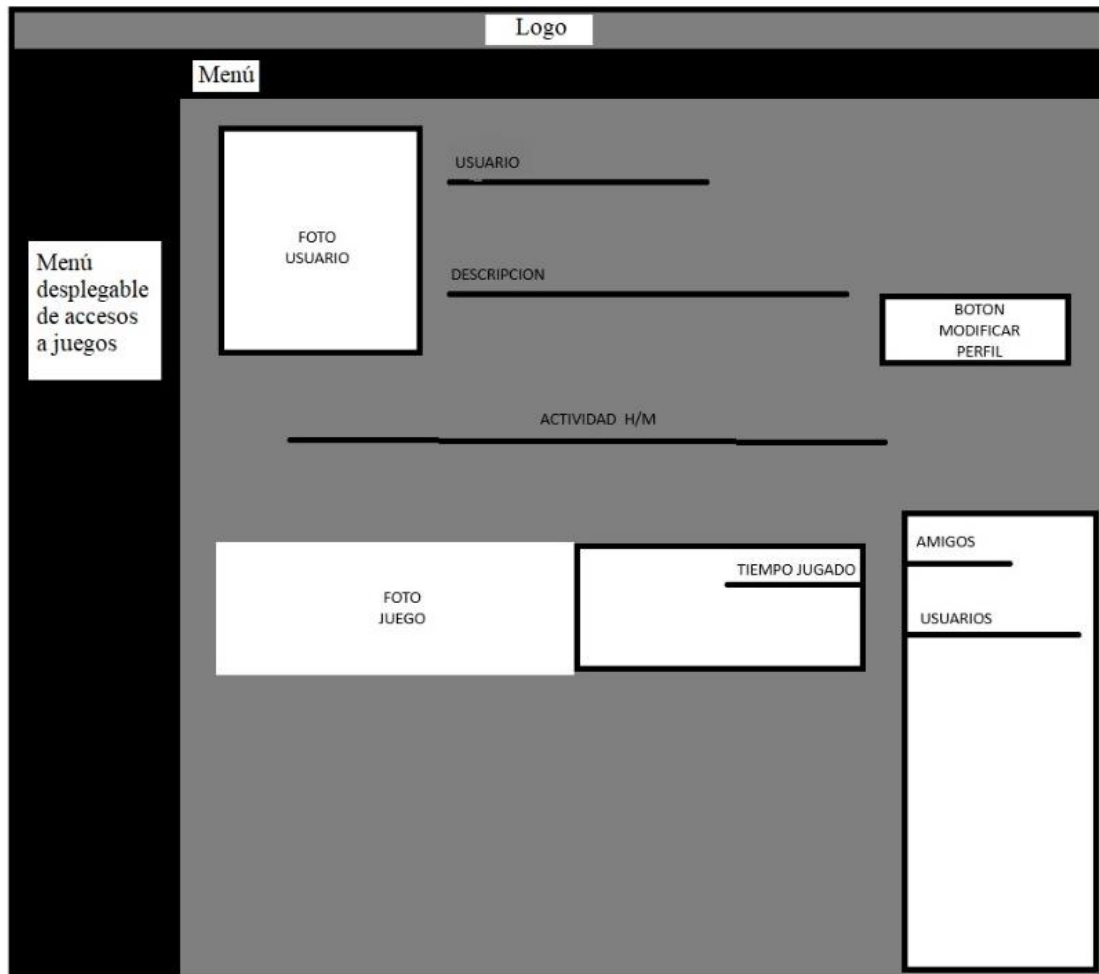 Logo
Menú
Menú
desplegable
de accesos
a juegos
FOTO
USUARIO
USUARIO
DESCRIPCION
BOTON
MODIFICAR
PERFIL
ACTIVIDAD H/M
FOTO
JUEGO
TIEMPO JUGADO
AMIGOS
USUARIOS